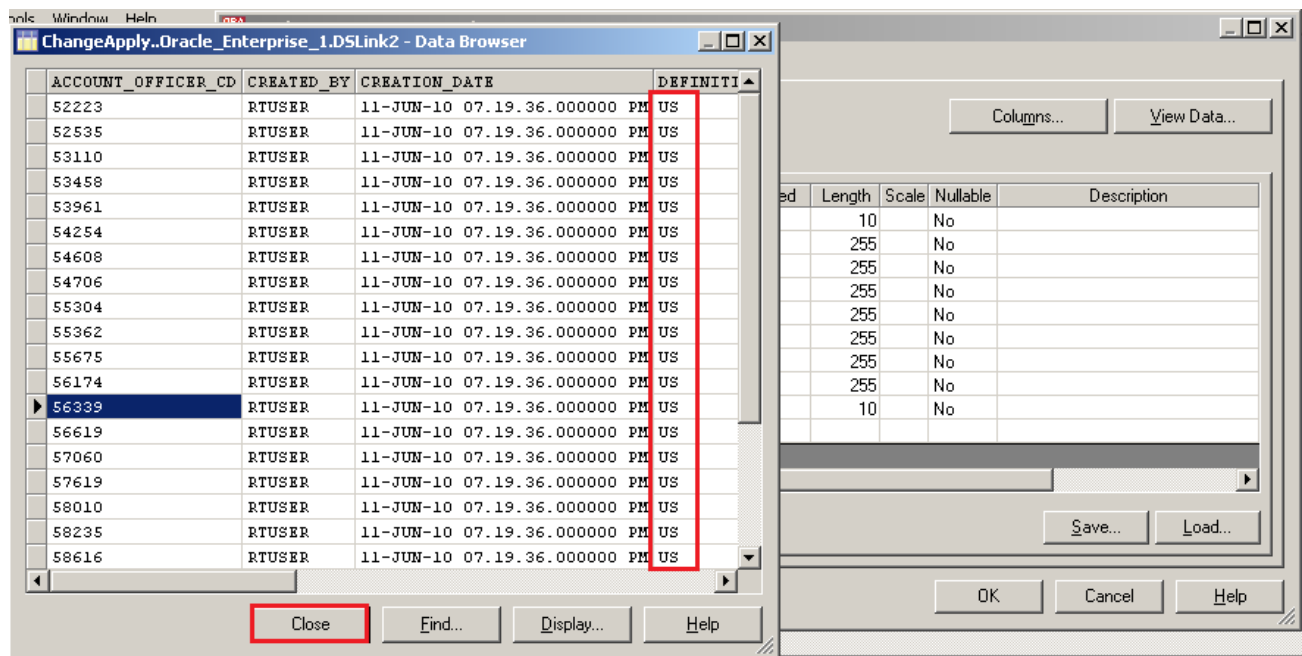 Window Help
ChangeApply..Oracle_Enterprise_1.DSLink2 - Data Browser
ACCOUNT_OFFICER_CD CREATED_BY CREATION_DATE DEFINITI
52223 RTUSER 11-JUN-10 07.19.36.000000 PM US
52535 RTUSER 11-JUN-10 07.19.36.000000 PM US
53110 RTUSER 11-JUN-10 07.19.36.000000 PM US
53458 RTUSER 11-JUN-10 07.19.36.000000 PM US
53961 RTUSER 11-JUN-10 07.19.36.000000 PM US
54254 RTUSER 11-JUN-10 07.19.36.000000 PM US
54608 RTUSER 11-JUN-10 07.19.36.000000 PM US
54706 RTUSER 11-JUN-10 07.19.36.000000 PM US
55304 RTUSER 11-JUN-10 07.19.36.000000 PM US
55362 RTUSER 11-JUN-10 07.19.36.000000 PM US
55675 RTUSER 11-JUN-10 07.19.36.000000 PM US
56174 RTUSER 11-JUN-10 07.19.36.000000 PM US
56339 RTUSER 11-JUN-10 07.19.36.000000 PM US
56619 RTUSER 11-JUN-10 07.19.36.000000 PM US
57060 RTUSER 11-JUN-10 07.19.36.000000 PM US
57619 RTUSER 11-JUN-10 07.19.36.000000 PM US
58010 RTUSER 11-JUN-10 07.19.36.000000 PM US
58235 RTUSER 11-JUN-10 07.19.36.000000 PM US
58616 RTUSER 11-JUN-10 07.19.36.000000 PM US
Close Find... Display... Help
Columns... View Data...
ed Length Scale Nullable Description
10 No
255 No
255 No
255 No
255 No
255 No
255 No
255 No
10 No
Save... Load...
OK Cancel Help